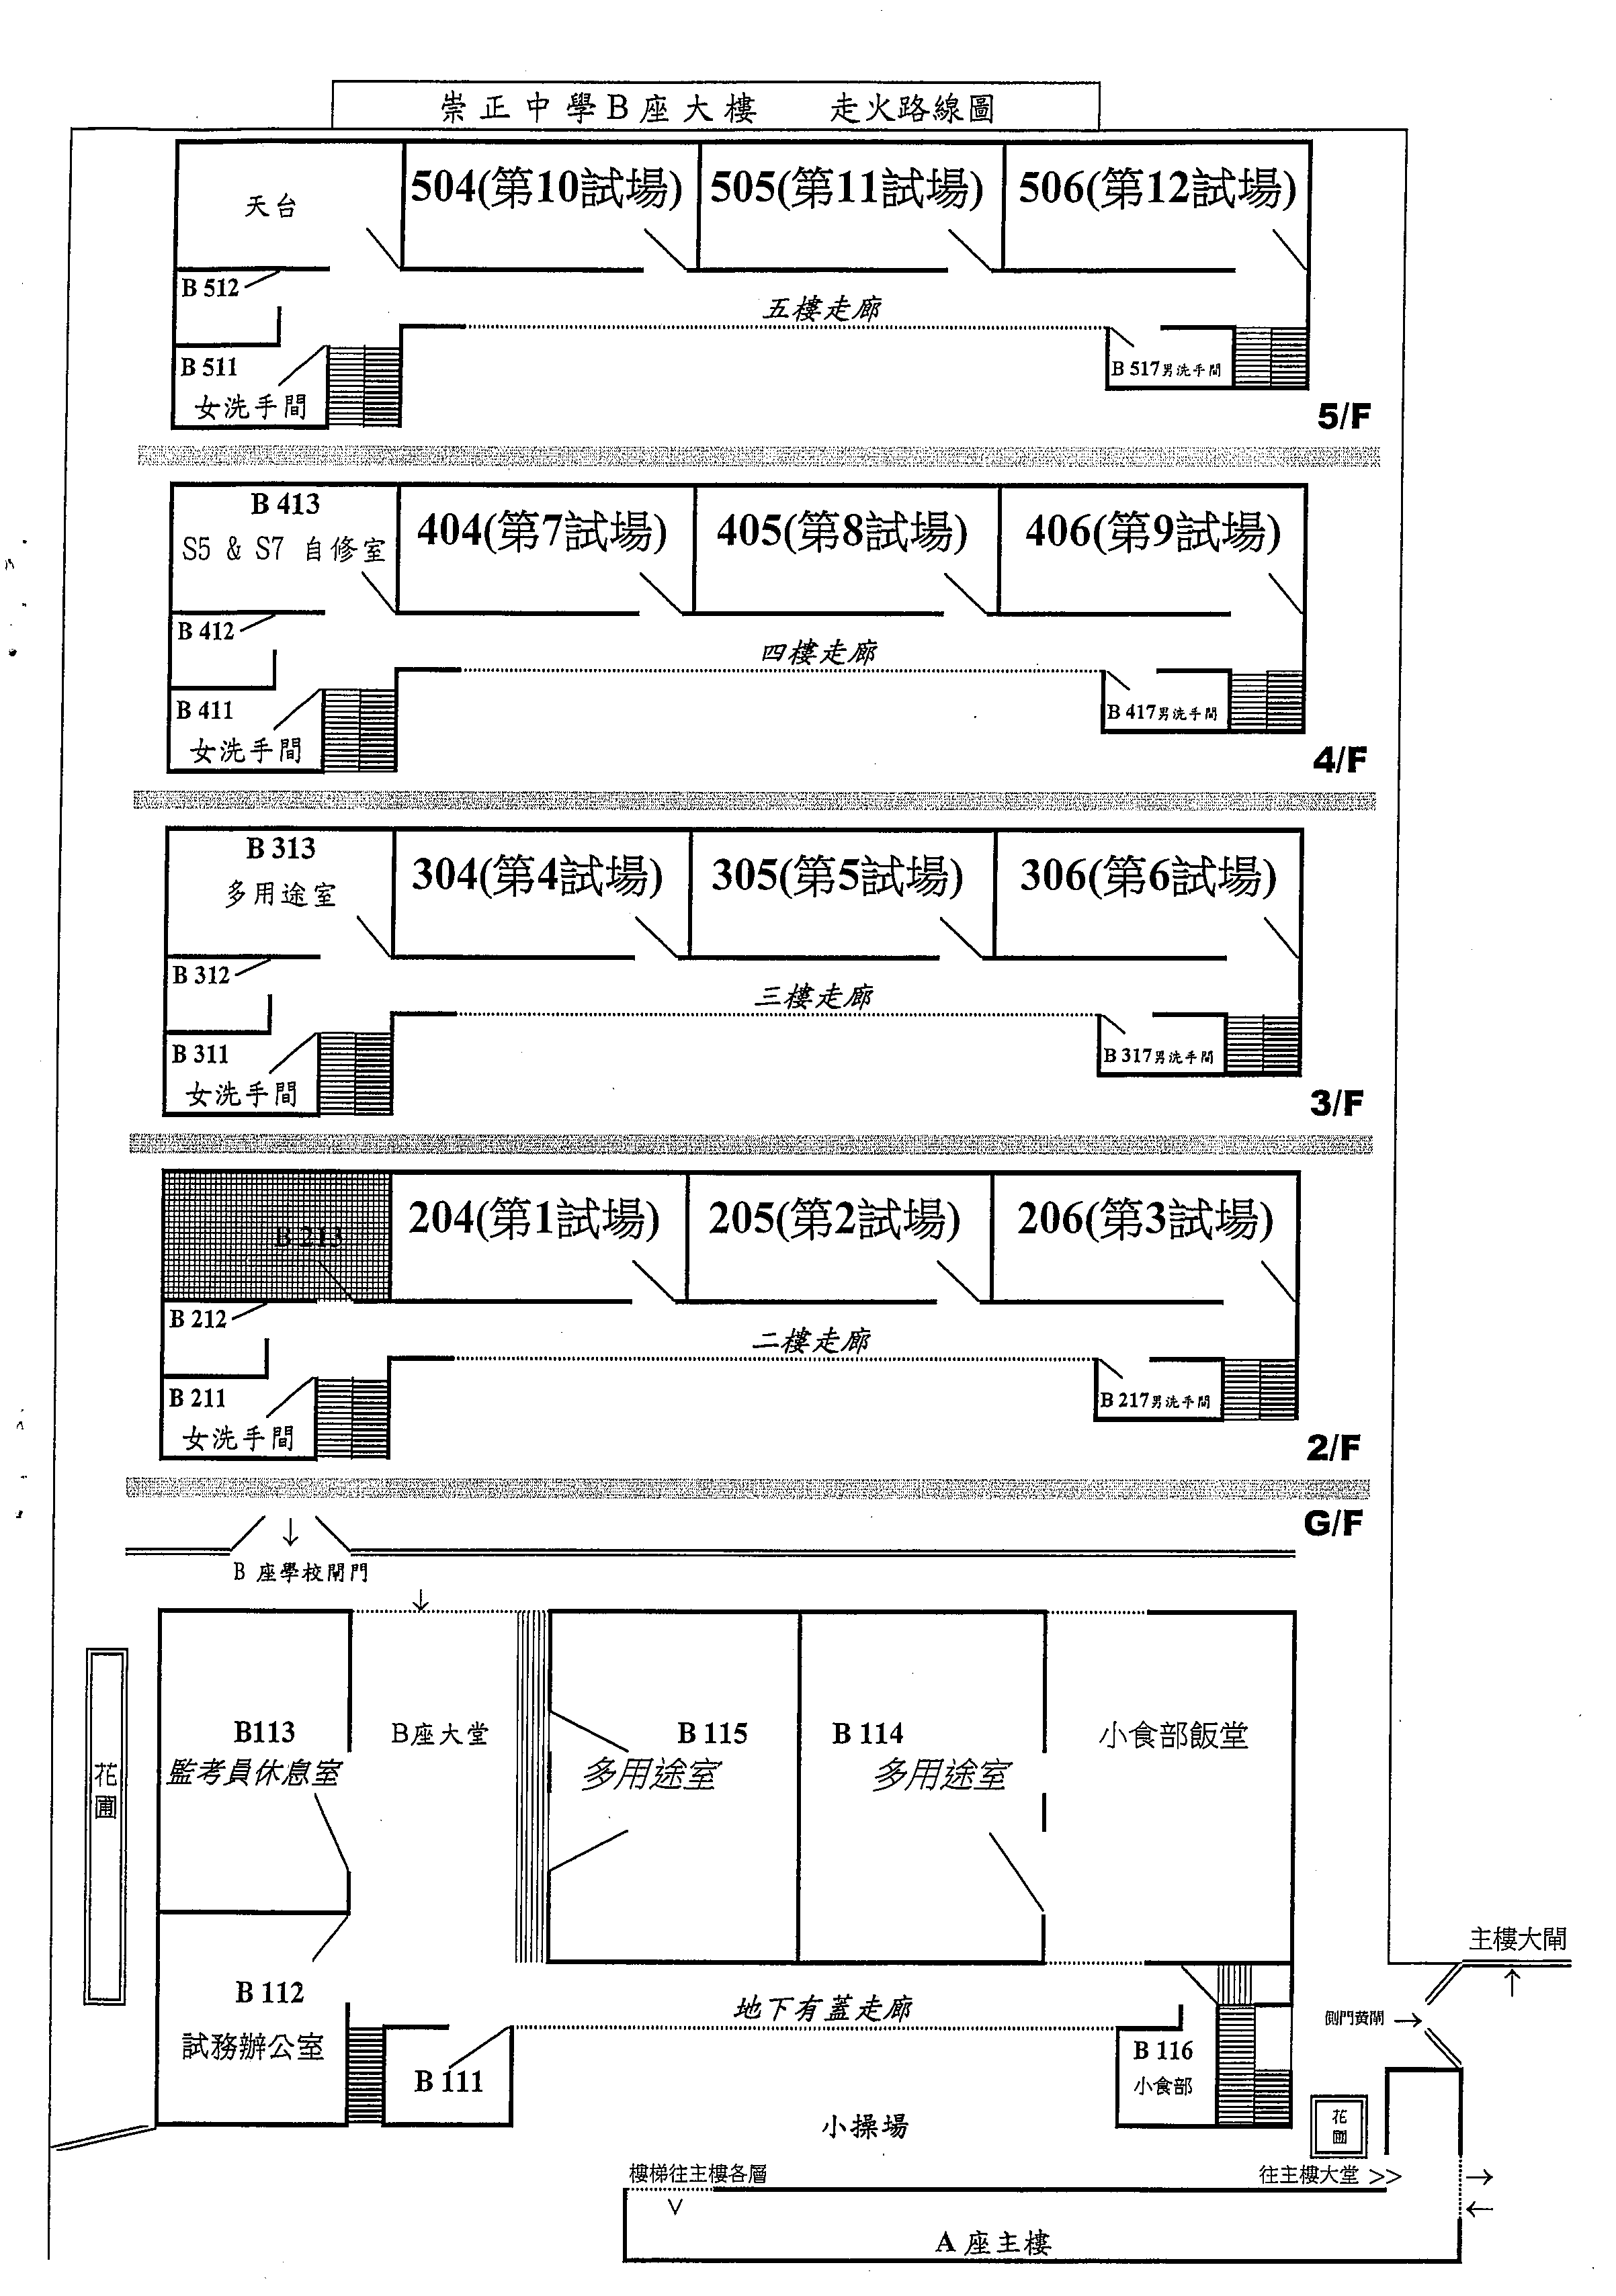 崇正中學B座大樓 走火路線圖
天台
504(第10試場)
505(第11試場)
506(第12試場)
B 512
五樓走廊
B 511
女洗手間
B 517男洗手間
5/F
B 413
S5 & S7 自修室
404(第7試場)
405(第8試場)
406(第9試場)
B 412
四樓走廊
B 411
女洗手間
B 417男洗手間
4/F
B 313
多用途室
304(第4試場)
305(第5試場)
306(第6試場)
B 312
三樓走廊
B 311
女洗手間
B 317男洗手間
3/F
B 213
204(第1試場)
205(第2試場)
206(第3試場)
B 212
二樓走廊
B 211
女洗手間
B 217男洗手間
2/F
G/F
B 座學校閘門
花圃
B113
監考員休息室
B座大堂
B 115
多用途室
B 114
多用途室
小食部飯堂
主樓大閘
側門黄閘
B 112
試務辦公室
地下有蓋走廊
B 111
B 116
小食部
小操場
花圃
樓梯往主樓各層
往主樓大堂 >>
A 座主樓